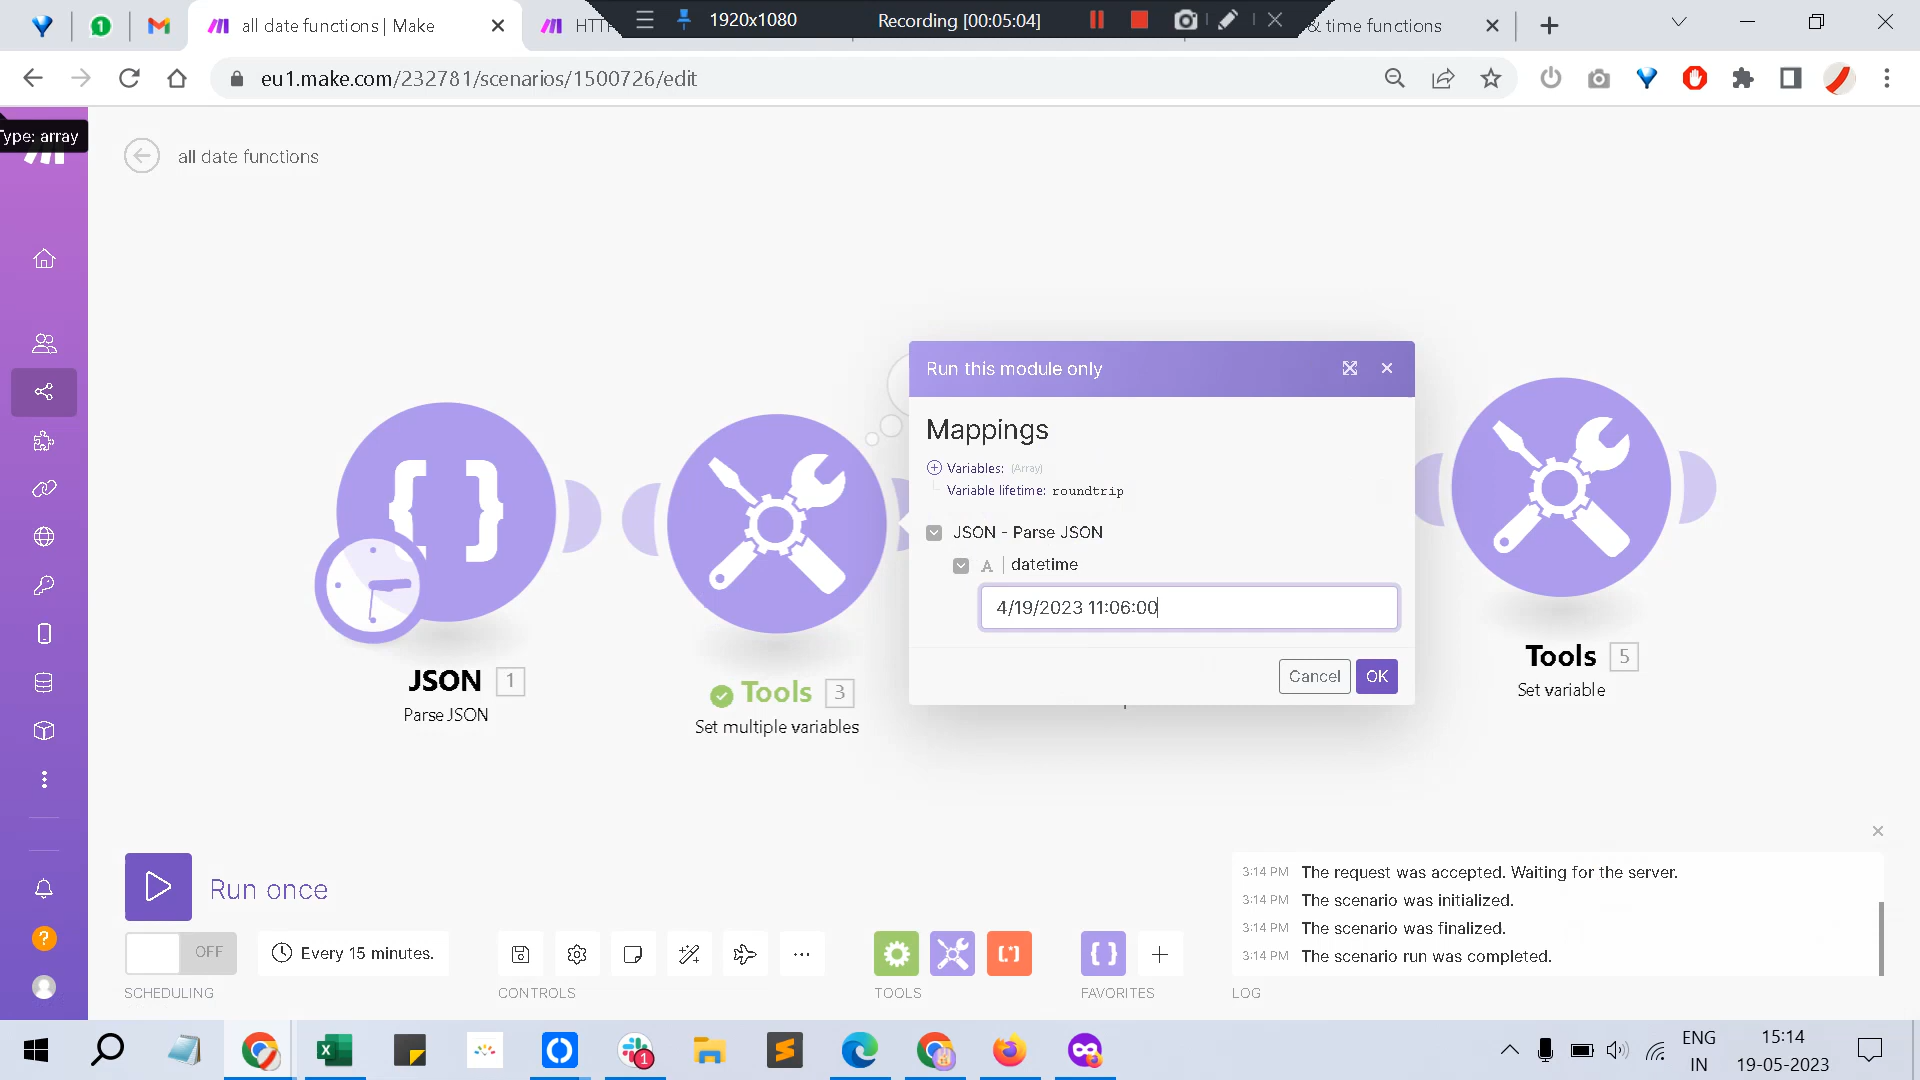 all date functions | Make
HTT
1920x1080
Recording [00:05:04]
& time functions
eu1.make.com/232781/scenarios/1500726/edit
Type: array
all date functions
Run this module only
Mappings
Variables: (Array)
Variable lifetime: roundtrip
JSON - Parse JSON
A datetime
4/19/2023 11:06:00
Cancel
OK
JSON 1
Parse JSON
Tools 3
Set multiple variables
Tools 5
Set variable
Run once
OFF
Every 15 minutes.
SCHEDULING
CONTROLS
TOOLS
FAVORITES
3:14 PM The request was accepted. Waiting for the server.
3:14 PM The scenario was initialized.
3:14 PM The scenario was finalized.
3:14 PM The scenario run was completed.
LOG
ENG
IN
15:14
19-05-2023